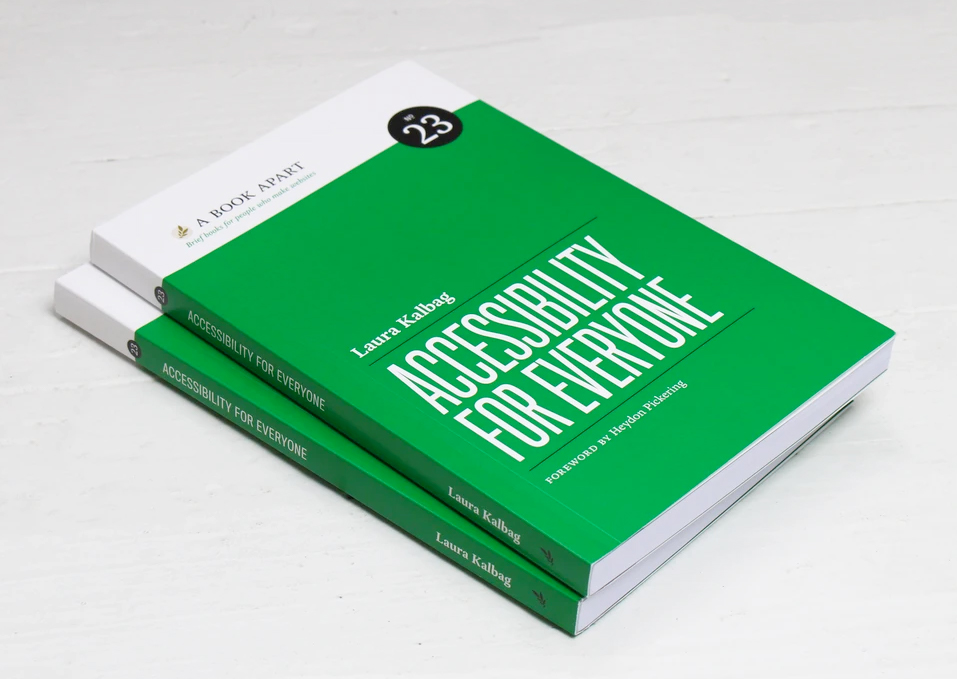 Nº 23
A BOOK APART
Brief books for people who make websites
Laura Kalbag
ACCESSIBILITY
FOR EVERYONE
FOREWORD BY Heydon Pickering
23
ACCESSIBILITY FOR EVERYONE
Laura Kalbag
23
ACCESSIBILITY FOR EVERYONE
Laura Kalbag